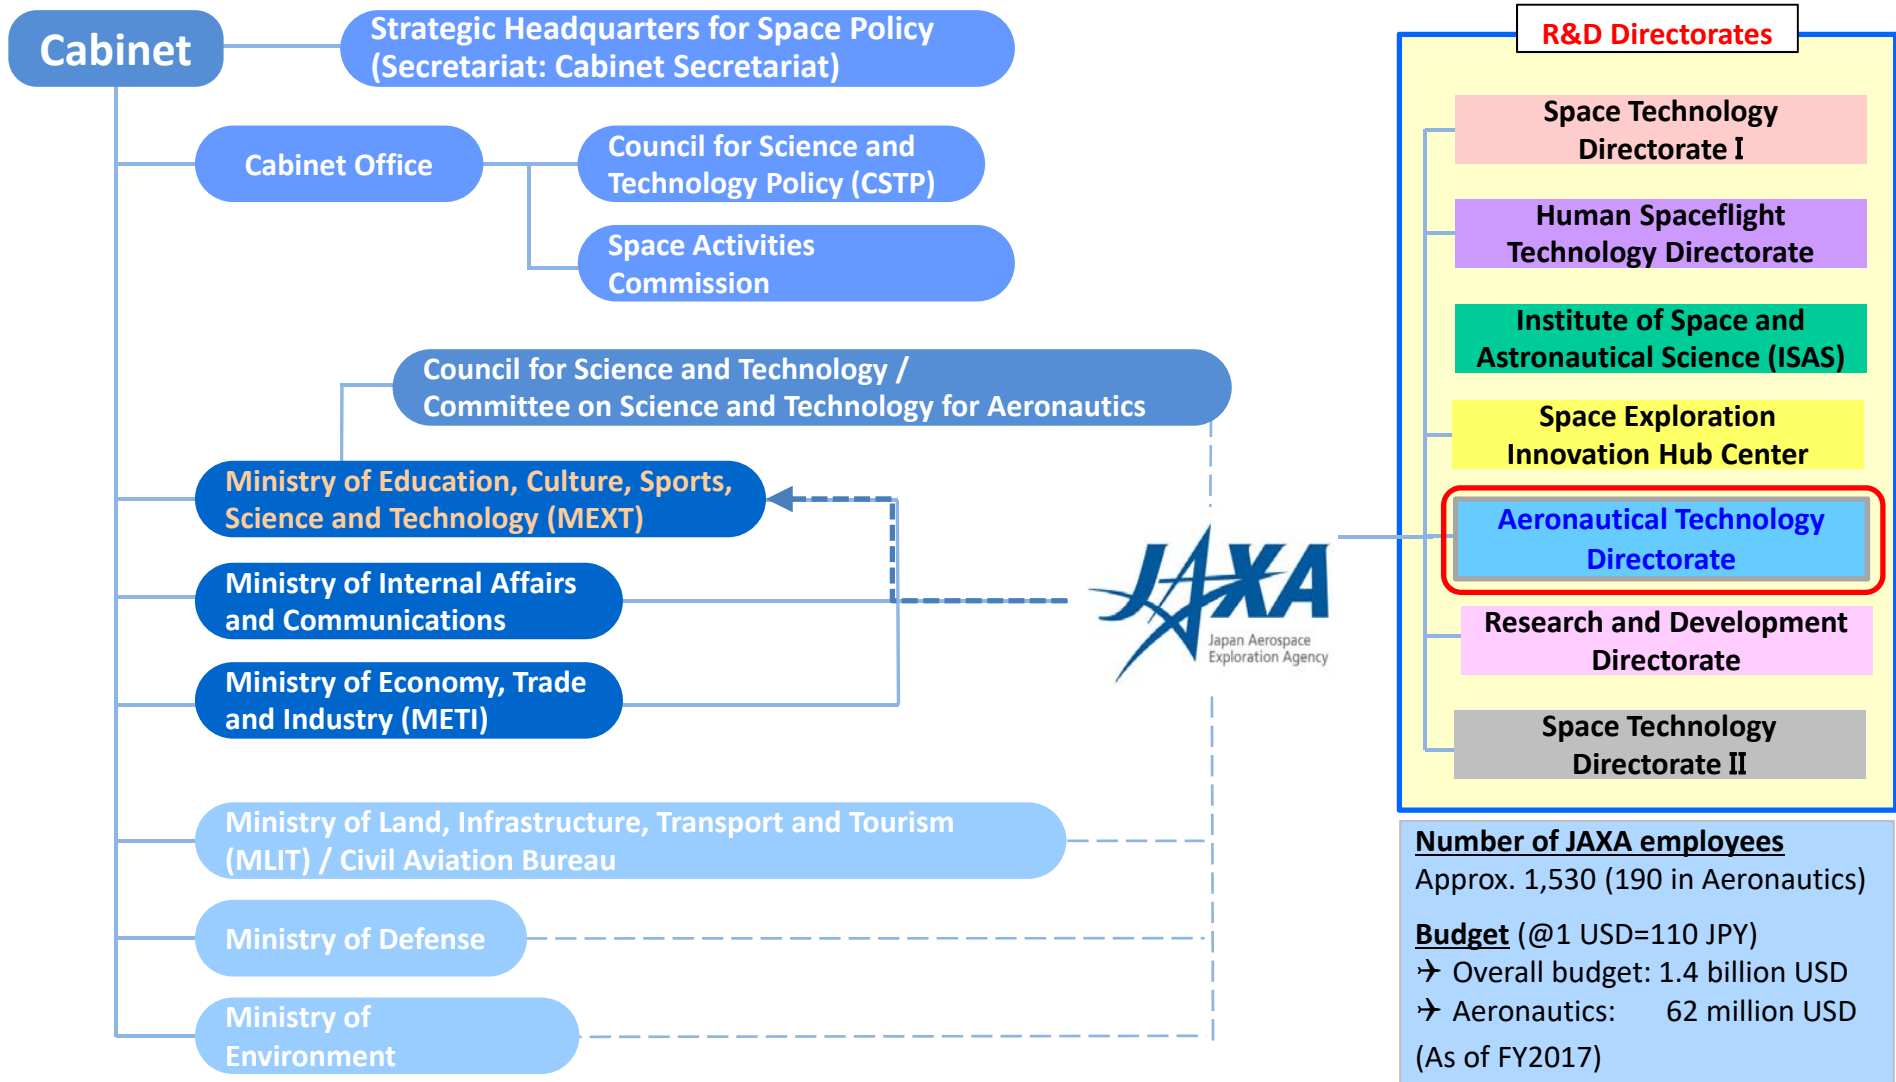 Cabinet
Strategic Headquarters for Space Policy
(Secretariat: Cabinet Secretariat)
Cabinet Office
Council for Science and
Technology Policy (CSTP)
Space Activities
Commission
Council for Science and Technology /
Committee on Science and Technology for Aeronautics
Ministry of Education, Culture, Sports,
Science and Technology (MEXT)
Ministry of Internal Affairs
and Communications
Ministry of Economy, Trade
and Industry (METI)
Ministry of Land, Infrastructure, Transport and Tourism
(MLIT) / Civil Aviation Bureau
Ministry of Defense
Ministry of
Environment
JAXA
Japan Aerospace
Exploration Agency
R&D Directorates
Space Technology
Directorate Ⅰ
Human Spaceflight
Technology Directorate
Institute of Space and
Astronautical Science (ISAS)
Space Exploration
Innovation Hub Center
Aeronautical Technology
Directorate
Research and Development
Directorate
Space Technology
Directorate Ⅱ
Number of JAXA employees
Approx. 1,530 (190 in Aeronautics)
Budget (@1 USD=110 JPY)
✈ Overall budget: 1.4 billion USD
✈ Aeronautics: 62 million USD
(As of FY2017)